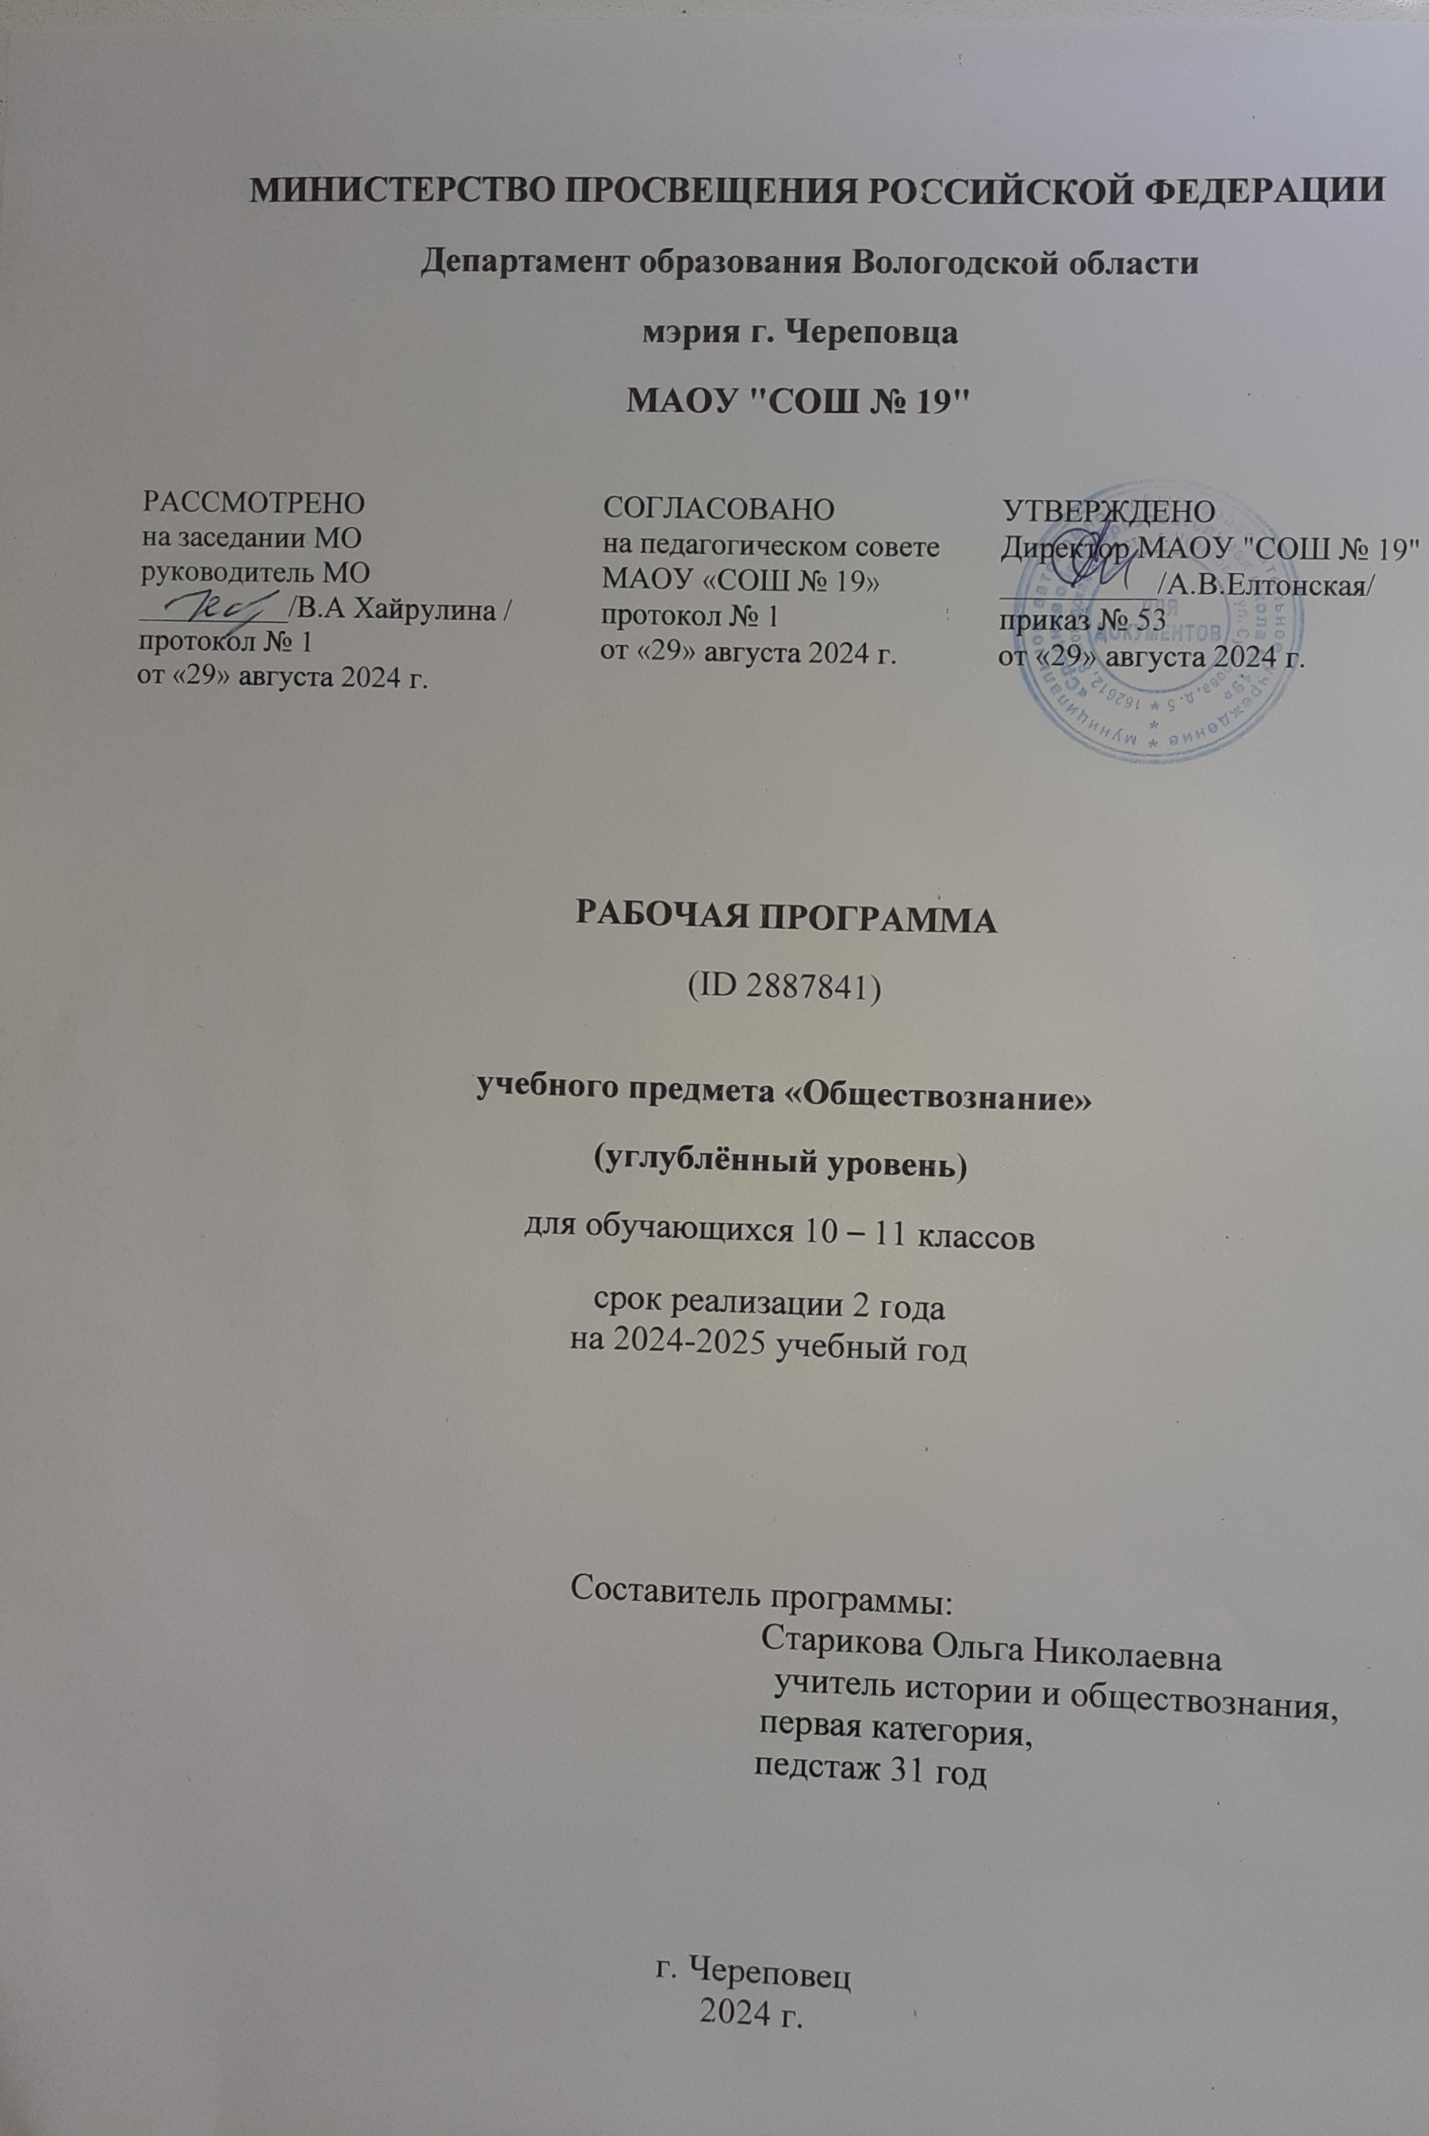 МИНИСТЕРСТВО ПРОСВЕЩЕНИЯ РОССИЙСКОЙ ФЕДЕРАЦИИ
Департамент образования Вологодской области
мэрия г. Череповца
МАОУ "СОШ № 19"
РАССМОТРЕНО
на заседании МО
руководитель МО
/В.А Хайрулина /
протокол № 1
от «29» августа 2024 г.
СОГЛАСОВАНО
на педагогическом совете
МАОУ «СОШ № 19»
протокол № 1
от «29» августа 2024 г.
УТВЕРЖДЕНО
Директор МАОУ "СОШ № 19"
/А.В.Елтонская/
приказ № 53
от «29» августа 2024 г.
ДЛЯ
ДОКУМЕНТОВ
РАБОЧАЯ ПРОГРАММА
(ID 2887841)
учебного предмета «Обществознание»
(углублённый уровень)
для обучающихся 10 – 11 классов
срок реализации 2 года
на 2024-2025 учебный год
Составитель программы:
Старикова Ольга Николаевна
учитель истории и обществознания,
первая категория,
педстаж 31 год
г. Череповец
2024 г.